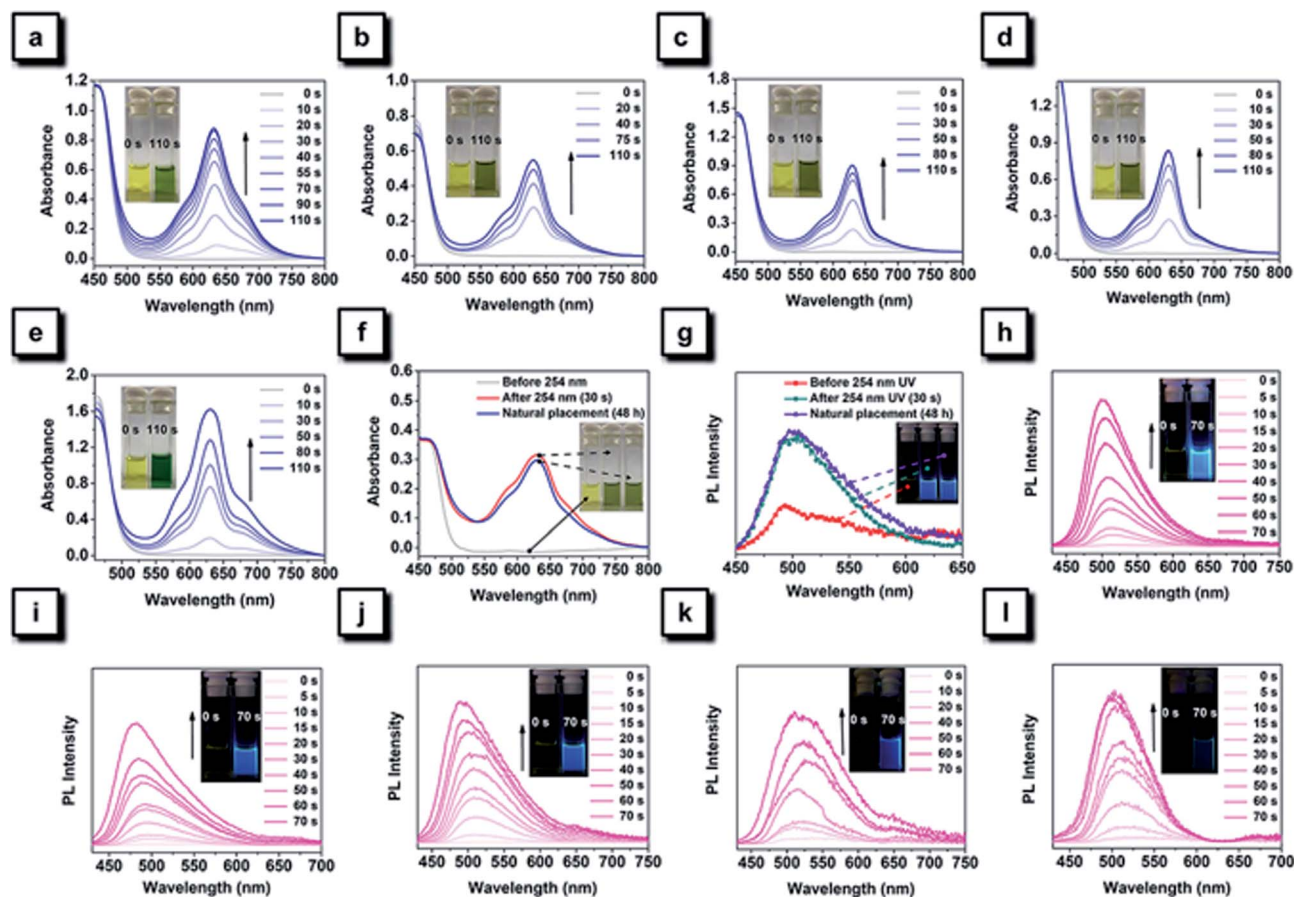 a
Absorbance
1.2
1.0
0.8
0.6
0.4
0.2
0.0
0 s 110 s
0 s
10 s
20 s
30 s
40 s
55 s
70 s
90 s
110 s
450 500 550 600 650 700 750 800
Wavelength (nm)
b
Absorbance
1.0
0.8
0.6
0.4
0.2
0.0
0 s 110 s
0 s
20 s
40 s
75 s
110 s
450 500 550 600 650 700 750 800
Wavelength (nm)
c
Absorbance
1.8
1.5
1.2
0.9
0.6
0.3
0.0
0 s 110 s
0 s
10 s
30 s
50 s
80 s
110 s
450 500 550 600 650 700 750 800
Wavelength (nm)
d
Absorbance
1.2
0.9
0.6
0.3
0.0
0 s 110 s
0 s
10 s
30 s
50 s
80 s
110 s
500 550 600 650 700 750 800
Wavelength (nm)
e
Absorbance
2.0
1.6
1.2
0.8
0.4
0.0
0 s 110 s
0 s
10 s
30 s
50 s
80 s
110 s
500 550 600 650 700 750 800
Wavelength (nm)
f
Absorbance
0.6
0.5
0.4
0.3
0.2
0.1
0.0
Before 254 nm
After 254 nm (30 s)
Natural placement (48 h)
450 500 550 600 650 700 750 800
Wavelength (nm)
g
PL Intensity
Before 254 nm UV
After 254 nm UV (30 s)
Natural placement (48 h)
450 500 550 600 650
Wavelength (nm)
h
PL Intensity
0 s 70 s
0 s
5 s
10 s
15 s
20 s
30 s
40 s
50 s
60 s
70 s
450 500 550 600 650 700 750
Wavelength (nm)
i
PL Intensity
0 s 70 s
0 s
5 s
10 s
15 s
20 s
30 s
40 s
50 s
60 s
70 s
450 500 550 600 650 700
Wavelength (nm)
j
PL Intensity
0 s 70 s
0 s
5 s
10 s
15 s
20 s
30 s
40 s
50 s
60 s
70 s
450 500 550 600 650 700 750
Wavelength (nm)
k
PL Intensity
0 s 70 s
0 s
10 s
20 s
40 s
50 s
60 s
70 s
450 500 550 600 650 700 750
Wavelength (nm)
l
PL Intensity
0 s 70 s
0 s
5 s
10 s
15 s
20 s
30 s
40 s
50 s
60 s
70 s
450 500 550 600 650 700
Wavelength (nm)